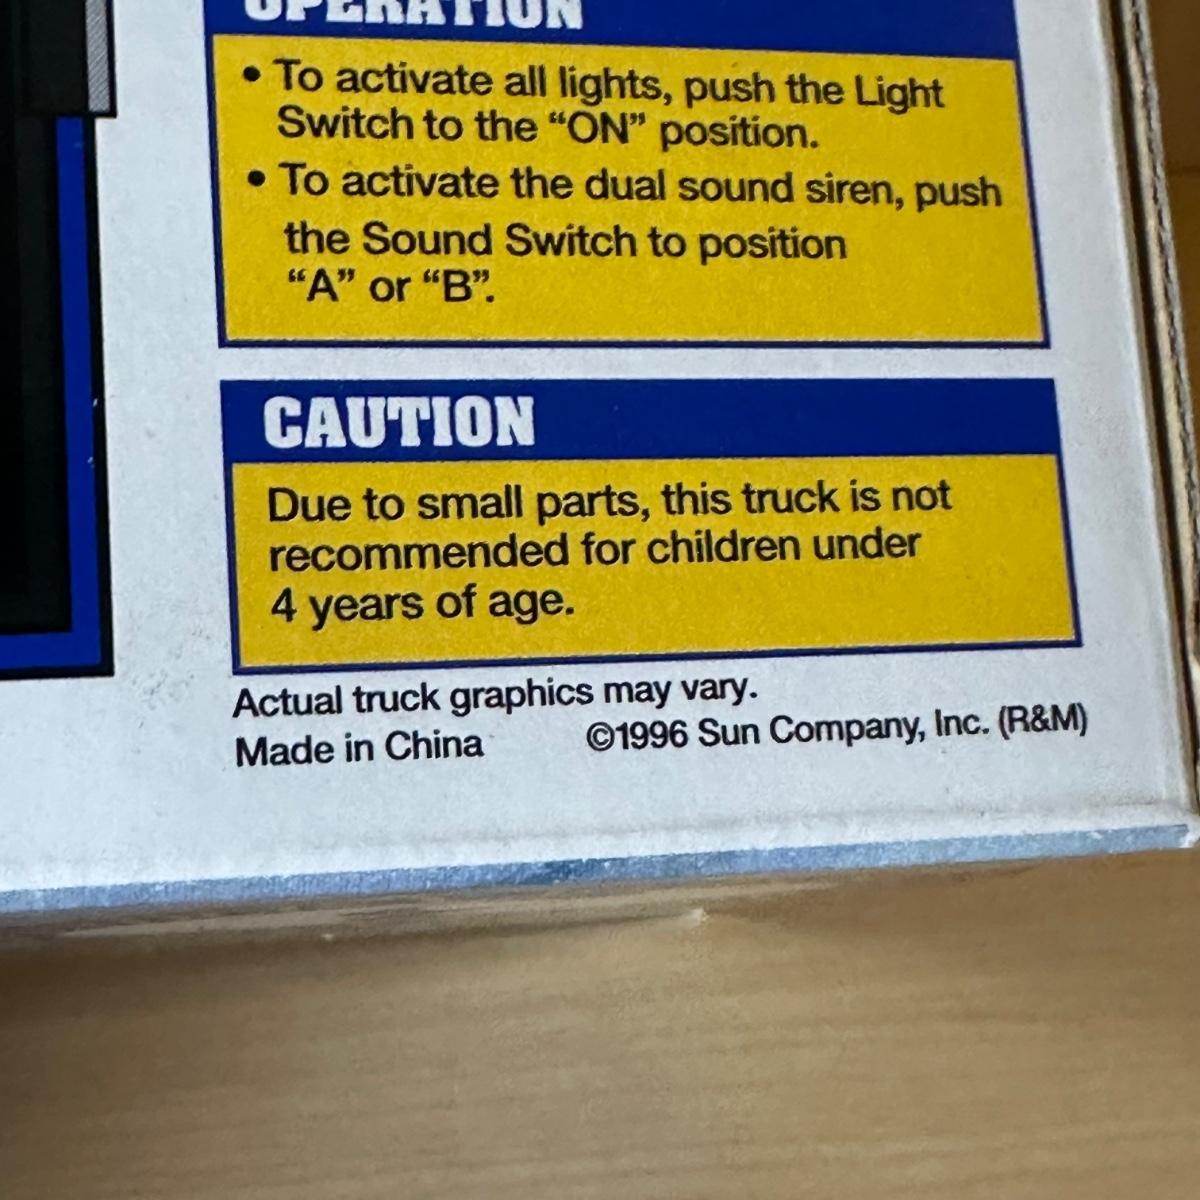 OPERATION
• To activate all lights, push the Light
Switch to the “ON” position.
• To activate the dual sound siren, push
the Sound Switch to position
“A” or “B”.
CAUTION
Due to small parts, this truck is not
recommended for children under
4 years of age.
Actual truck graphics may vary.
Made in China ©1996 Sun Company, Inc. (R&M)